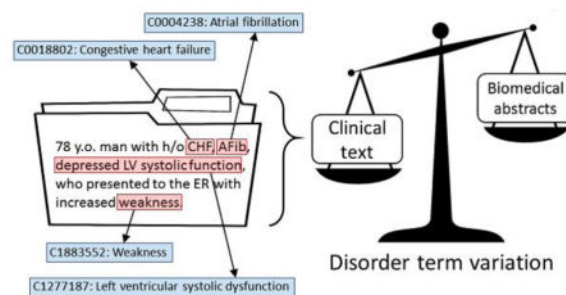 C0004238: Atrial fibrillation
C0018802: Congestive heart failure
78 y.o. man with h/o CHF, AFib,
depressed LV systolic function,
who presented to the ER with
increased weakness.
C1883552: Weakness
C1277187: Left ventricular systolic dysfunction
Clinical
text
Biomedical
abstracts
Disorder term variation